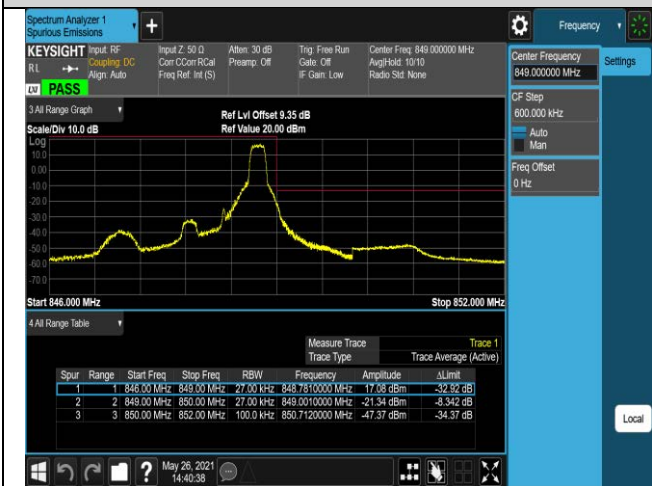 Spectrum Analyzer 1
Spurious Emissions
Frequency
KEYSIGHT Input: RF Input Z: 50 Ω Atten: 30 dB Trig: Free Run Center Freq: 849.000000 MHz
RL Coupling: DC Corr CCorr RCal Preamp: Off Gate: Off Avg|Hold: 10/10
Align: Auto Freq Ref: Int (S) IF Gain: Low Radio Std: None
LXI PASS
Center Frequency
849.000000 MHz
Settings
CF Step
600.000 kHz
Auto
Man
Freq Offset
0 Hz
3 All Range Graph
Ref Lvl Offset 9.35 dB
Scale/Div 10.0 dB Ref Value 20.00 dBm
Log
10.0
0.00
-10.0
-20.0
-30.0
-40.0
-50.0
-60.0
-70.0
Start 846.000 MHz Stop 852.000 MHz
4 All Range Table
Measure Trace Trace 1
Trace Type Trace Average (Active)
Spur Range Start Freq Stop Freq RBW Frequency Amplitude ΔLimit
1 1 846.00 MHz 849.00 MHz 27.00 kHz 848.7810000 MHz 17.08 dBm -32.92 dB
2 2 849.00 MHz 850.00 MHz 27.00 kHz 849.0010000 MHz -21.34 dBm -8.342 dB
3 3 850.00 MHz 852.00 MHz 100.0 kHz 850.7120000 MHz -47.37 dBm -34.37 dB
Local
May 26, 2021
14:40:38